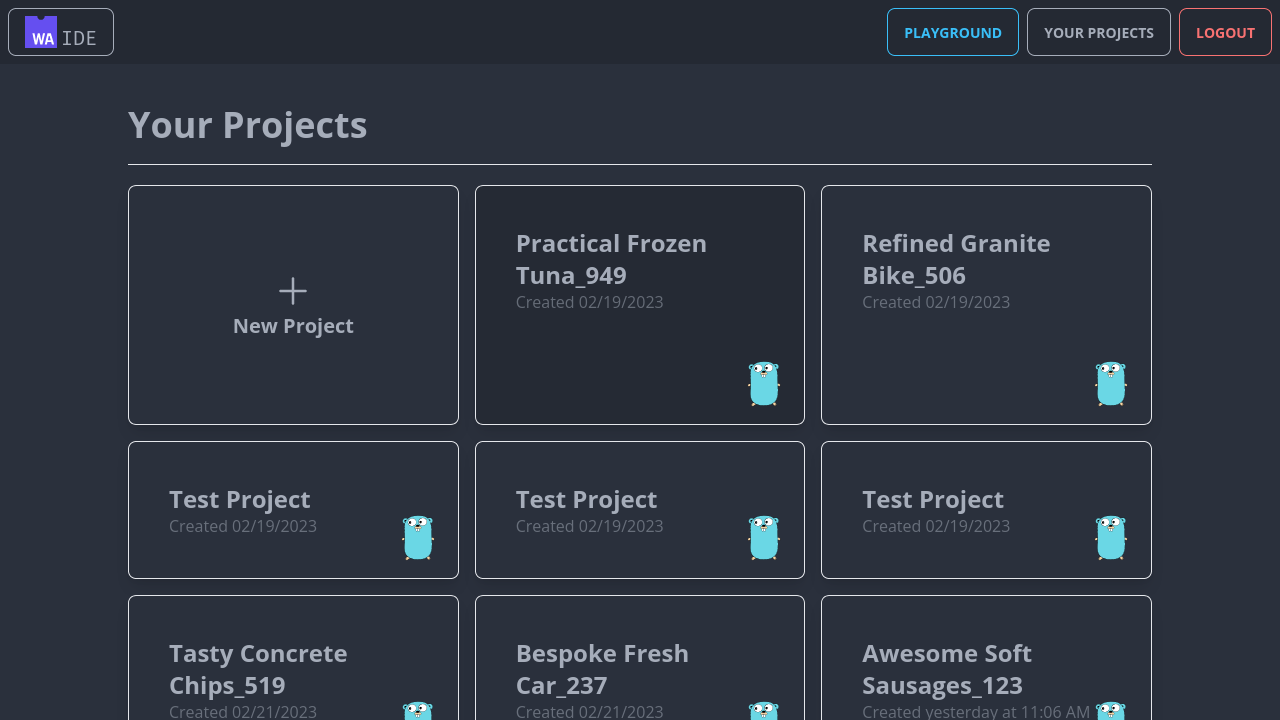 WA IDE
PLAYGROUND
YOUR PROJECTS
LOGOUT
Your Projects
New Project
Practical Frozen
Tuna_949
Created 02/19/2023
Refined Granite
Bike_506
Created 02/19/2023
Test Project
Created 02/19/2023
Test Project
Created 02/19/2023
Test Project
Created 02/19/2023
Tasty Concrete
Chips_519
Created 02/21/2023
Bespoke Fresh
Car_237
Created 02/21/2023
Awesome Soft
Sausages_123
Created yesterday at 11:06 AM